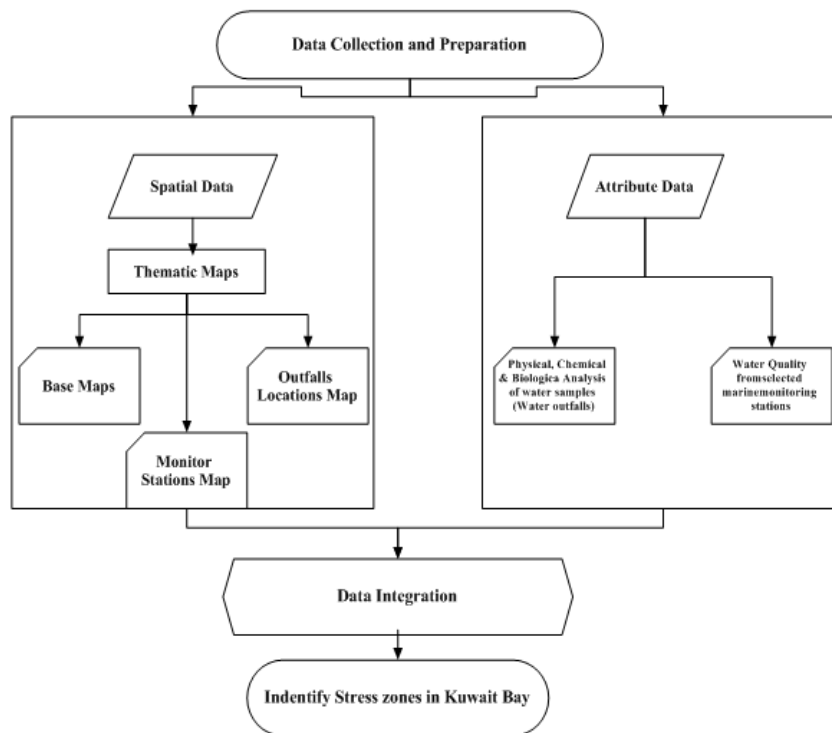 Data Collection and Preparation
Spatial Data
Thematic Maps
Base Maps
Outfalls
Locations Map
Monitor
Stations Map
Attribute Data
Physical, Chemical
& Biologica Analysis
of water samples
(Water outfalls)
Water Quality
fromselected
marinemonitoring
stations
Data Integration
Indentify Stress zones in Kuwait Bay